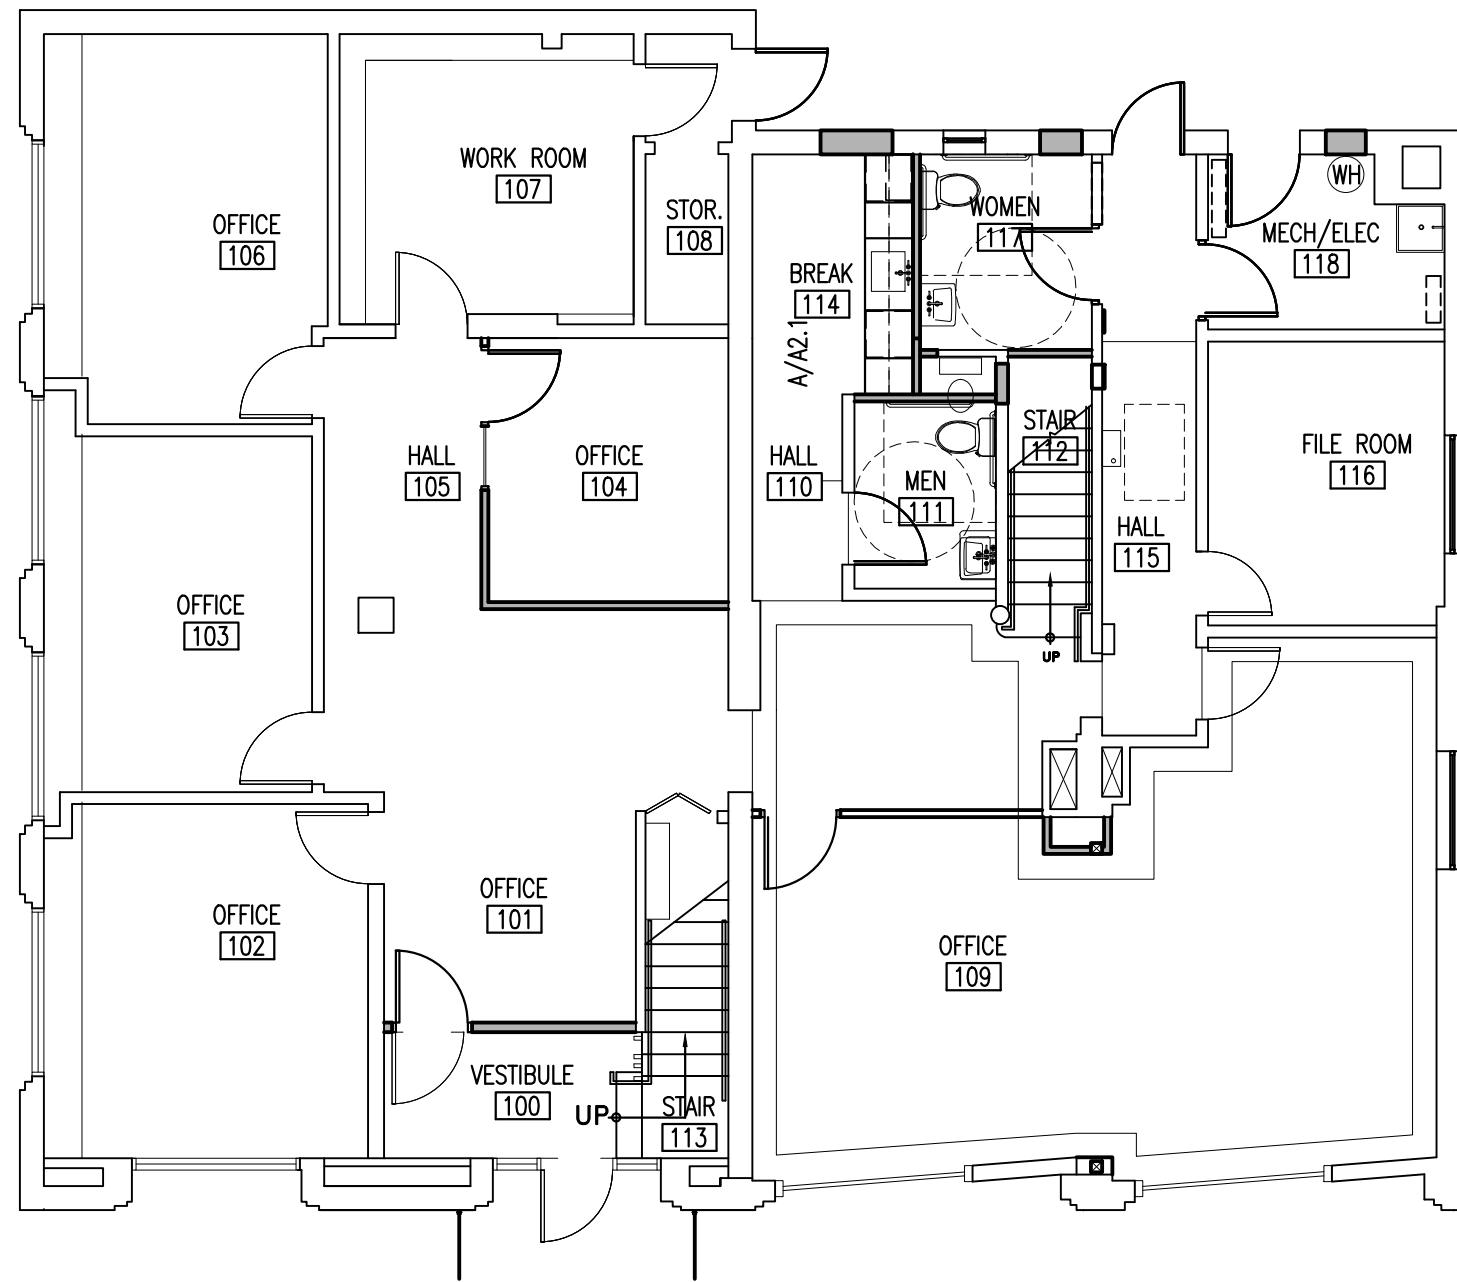 WORK ROOM
107
OFFICE
106
STOR.
108
WH
WOMEN
117
MECH/ELEC
118
BREAK
114
A/A2.1
HALL
105
OFFICE
104
HALL
110
MEN
111
STAIR
112
FILE ROOM
116
HALL
115
OFFICE
103
UP
OFFICE
102
OFFICE
101
OFFICE
109
VESTIBULE
100
UP
STAIR
113